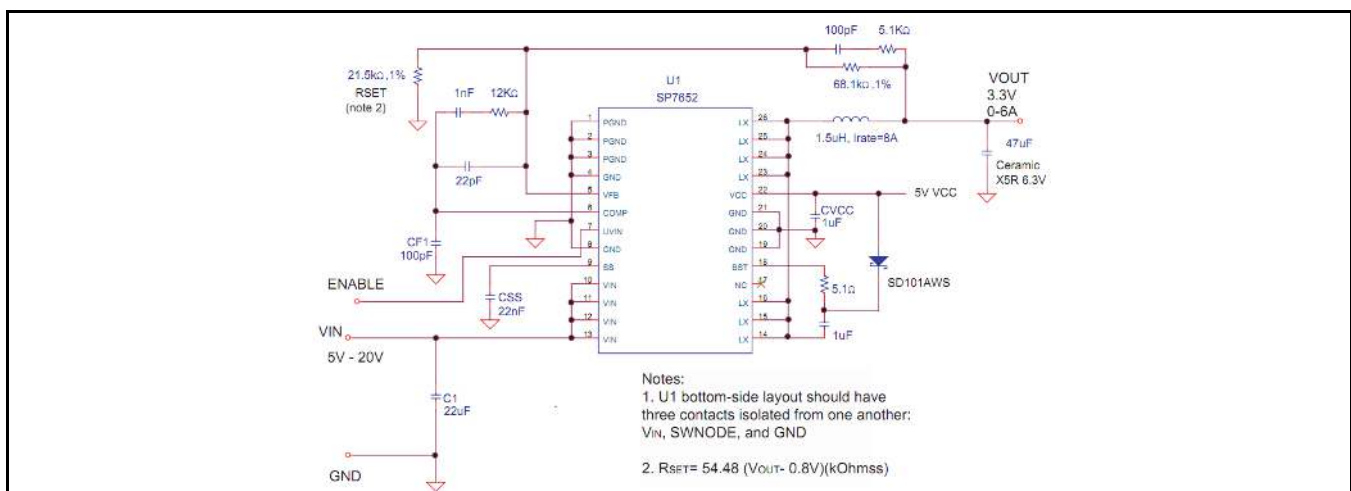 100pF 5.1KΩ
21.5kΩ,1%
RSET
(note 2)
1nF 12KΩ
68.1kΩ,1%
U1
SP7652
VOUT
3.3V
0-6A
1.5uH, Irate=8A
47uF
Ceramic
X5R 6.3V
22pF
CF1
100pF
1 PGND
2 PGND
3 PGND
4 GND
5 VFB
6 COMP
7 UVIN
8 GND
9 SS
10 VIN
11 VIN
12 VIN
13 VIN
LX 26
LX 25
LX 24
LX 23
VCC 22
GND 21
GND 20
GND 19
BST 18
NC 17
LX 16
LX 15
LX 14
5V VCC
CVCC
1uF
5.1Ω
SD101AWS
1uF
ENABLE
CSS
22nF
VIN
5V - 20V
C1
22uF
GND
Notes:
1. U1 bottom-side layout should have
three contacts isolated from one another:
VIN, SWNODE, and GND
2. RSET= 54.48 (VOUT- 0.8V)(kOhmss)